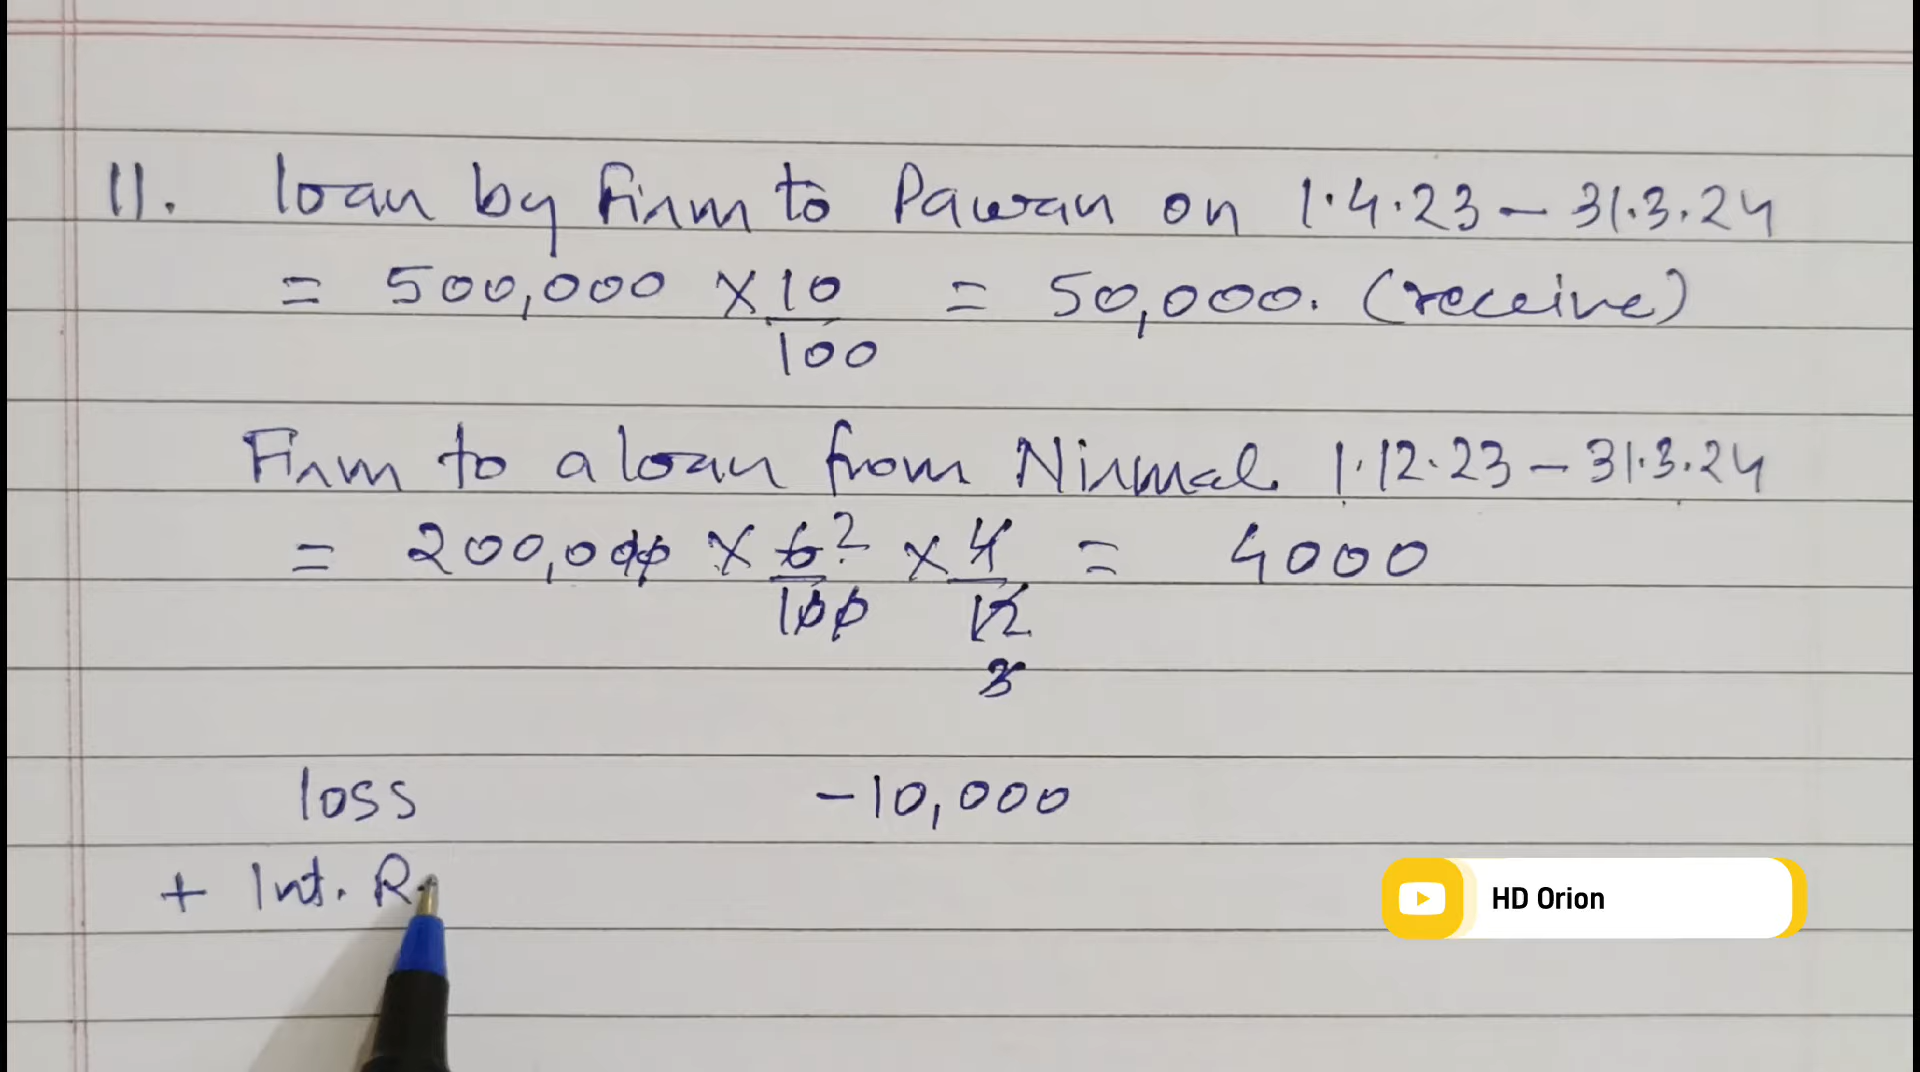 11. loan by Firm to Pawan on 1.4.23 – 31.3.24
= 500,000 × 10/100 = 50,000. (receive)
Firm to a loan from Nirmal 1.12.23 – 31.3.24
= 200,000 × 6/100 2 × 4/12 3 = 4000
loss -10,000
+ Int. R
HD Orion